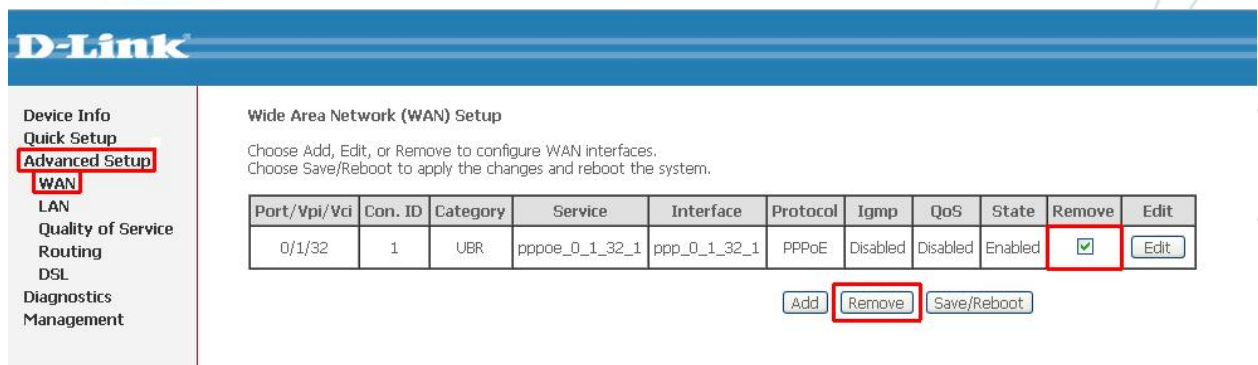 D-Link
Device Info
Quick Setup
Advanced Setup
WAN
LAN
Quality of Service
Routing
DSL
Diagnostics
Management
Wide Area Network (WAN) Setup
Choose Add, Edit, or Remove to configure WAN interfaces.
Choose Save/Reboot to apply the changes and reboot the system.
Port/Vpi/Vci Con. ID Category Service Interface Protocol Igmp QoS State Remove Edit
0/1/32 1 UBR pppoe_0_1_32_1 ppp_0_1_32_1 PPPoE Disabled Disabled Enabled Edit
Add Remove Save/Reboot